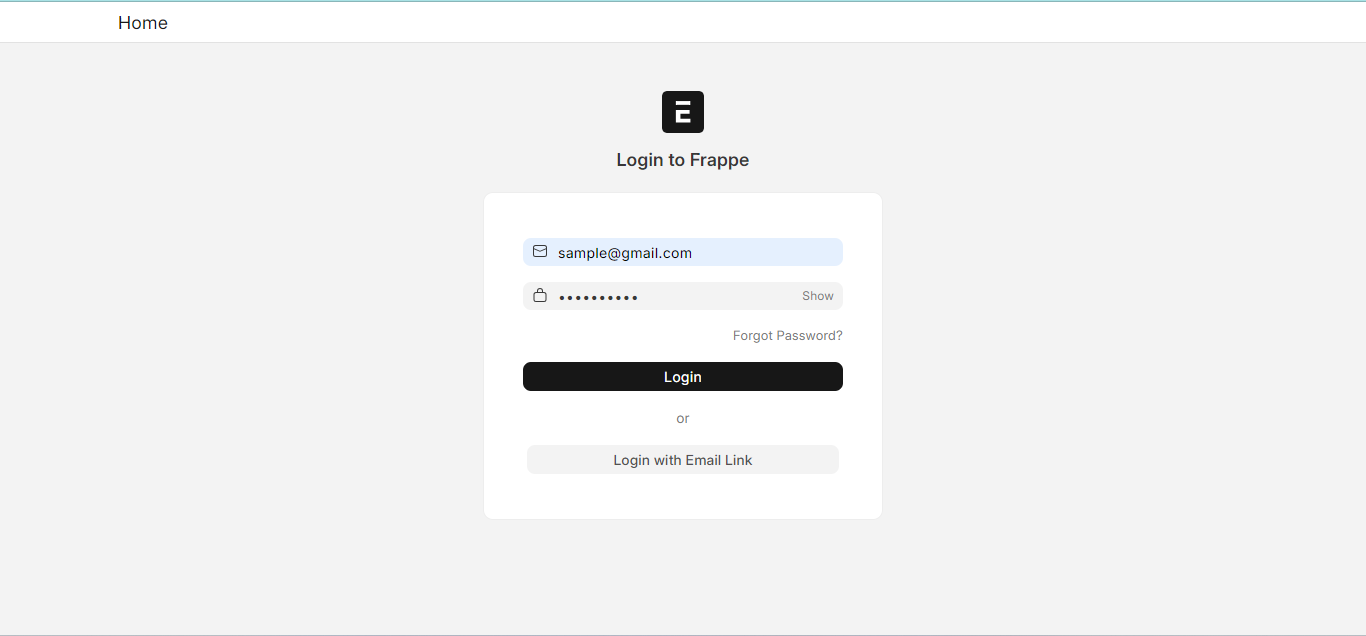 Home
E
Login to Frappe
sample@gmail.com
•••••••••• Show
Forgot Password?
Login
or
Login with Email Link